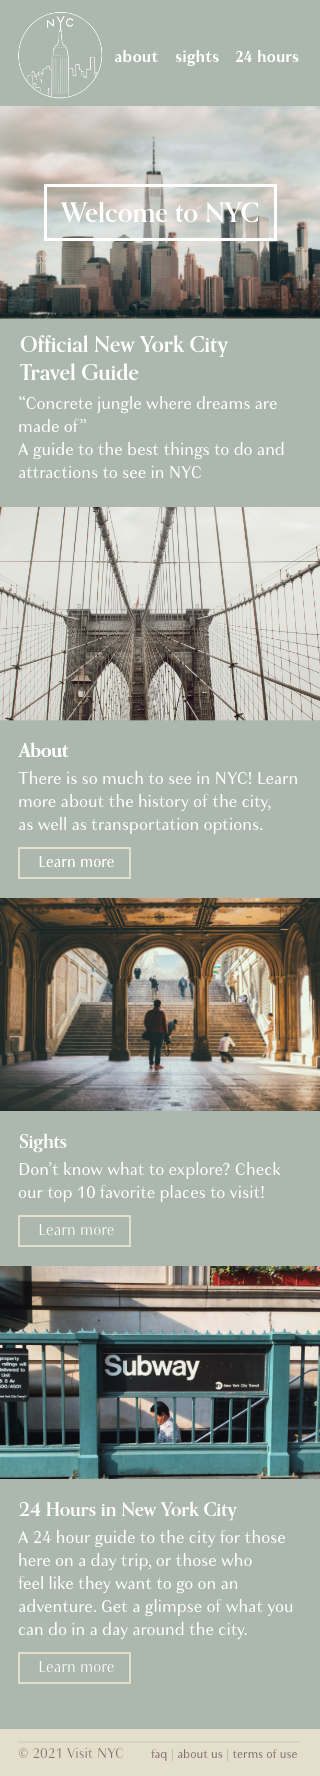 NYC
about sights 24 hours
Welcome to NYC
Official New York City
Travel Guide
“Concrete jungle where dreams are
made of”
A guide to the best things to do and
attractions to see in NYC
About
There is so much to see in NYC! Learn
more about the history of the city,
as well as transportation options.
Learn more
Sights
Don’t know what to explore? Check
our top 10 favorite places to visit!
Learn more
Subway
New York City Transit
24 Hours in New York City
A 24 hour guide to the city for those
here on a day trip, or those who
feel like they want to go on an
adventure. Get a glimpse of what you
can do in a day around the city.
Learn more
© 2021 Visit NYC faq | about us | terms of use